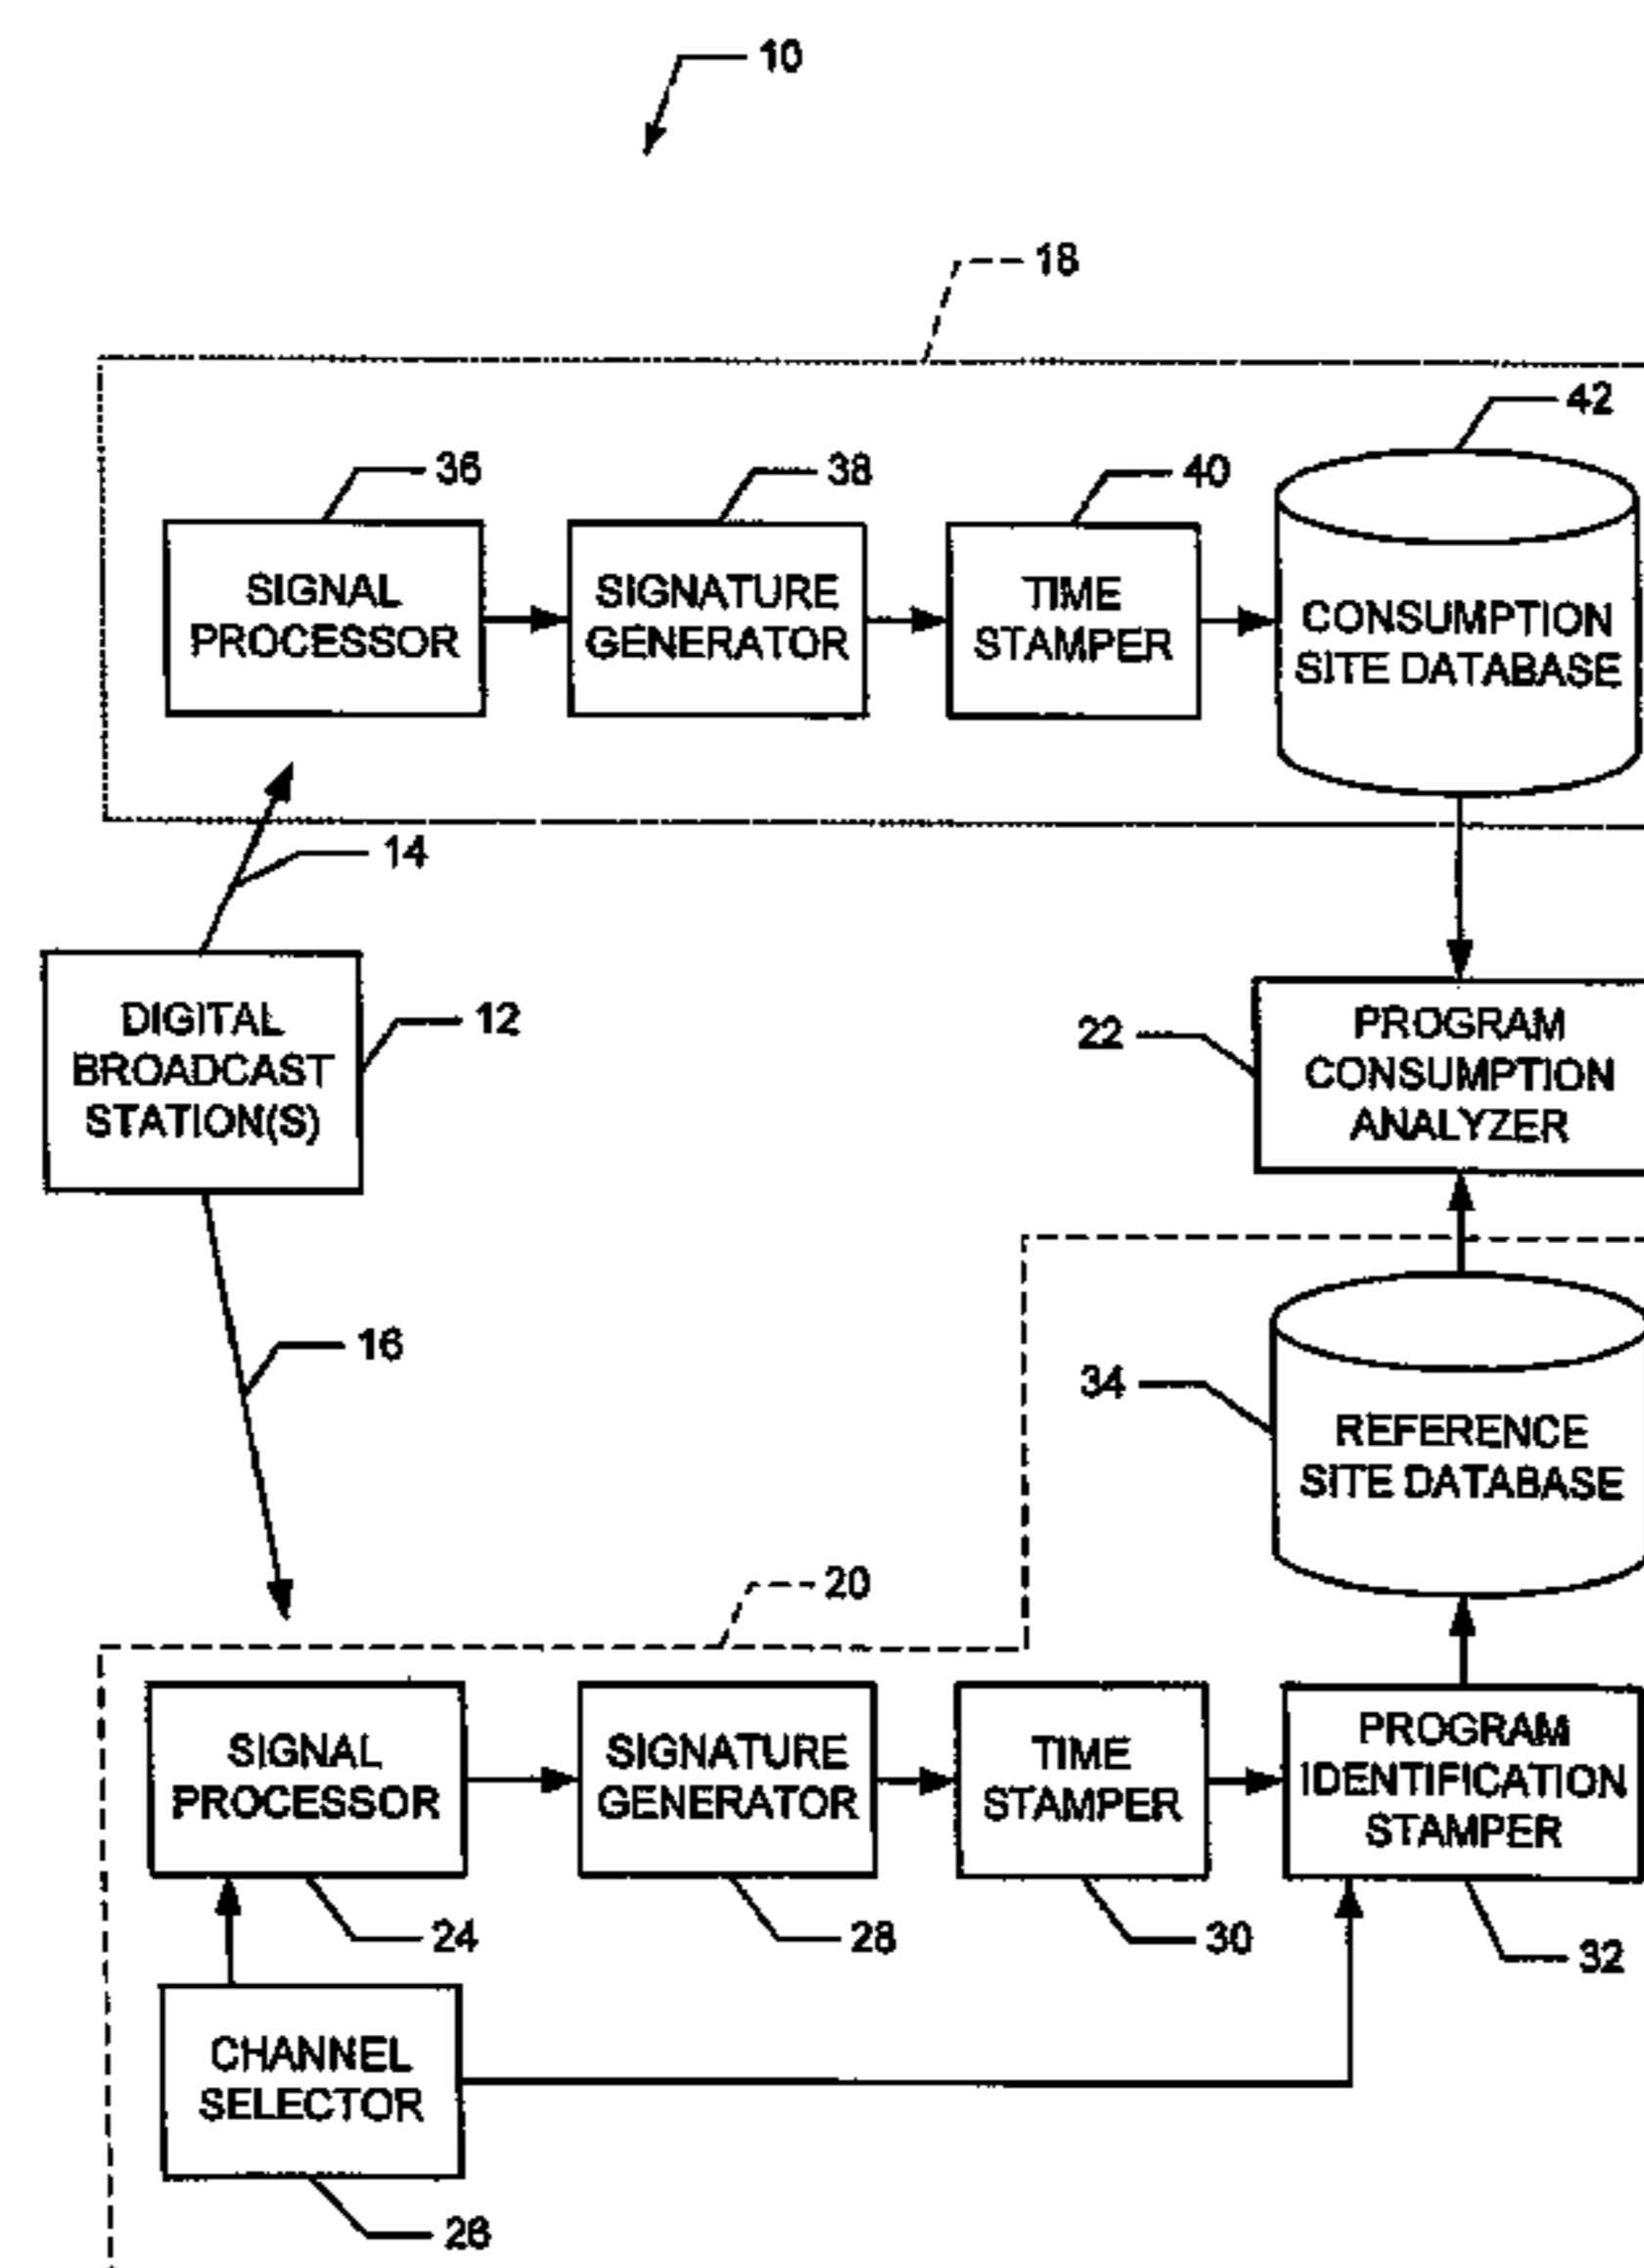 10
18
42
36
38
40
SIGNAL
PROCESSOR
SIGNATURE
GENERATOR
TIME
STAMPER
CONSUMPTION
SITE DATABASE
14
DIGITAL
BROADCAST
STATION(S)
12
22
PROGRAM
CONSUMPTION
ANALYZER
16
34
REFERENCE
SITE DATABASE
20
SIGNAL
PROCESSOR
SIGNATURE
GENERATOR
TIME
STAMPER
PROGRAM
IDENTIFICATION
STAMPER
24
28
30
32
CHANNEL
SELECTOR
26